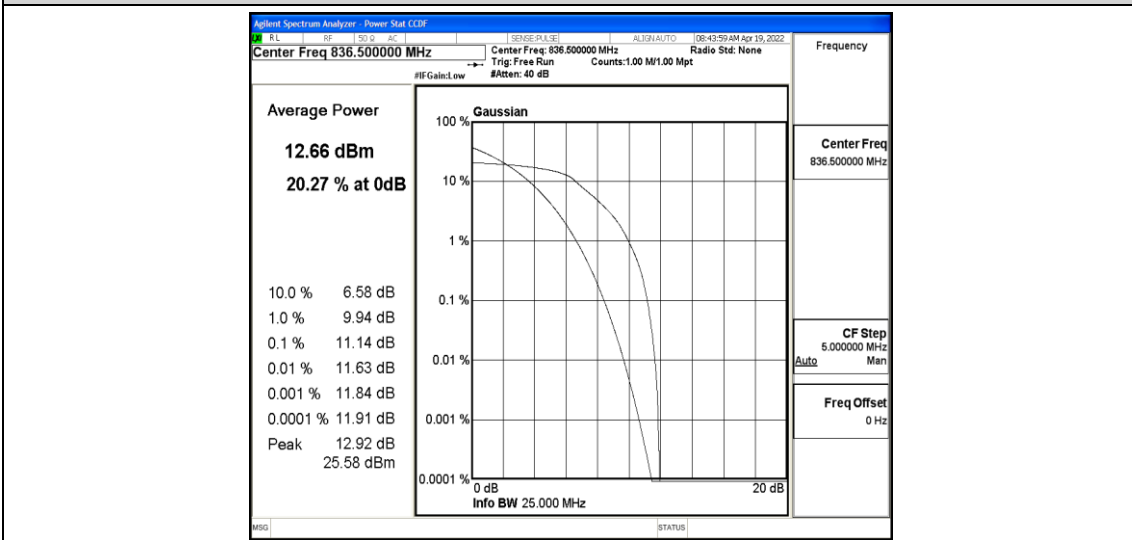 Agilent Spectrum Analyzer - Power Stat CCDF
LXI RL RF 50 Ω AC SENSE:PULSE ALIGNAUTO 08:43:59 AM Apr 19, 2022
Center Freq 836.500000 MHz
Center Freq: 836.500000 MHz Radio Std: None
Trig: Free Run Counts:1.00 M/1.00 Mpt
#IFGain:Low #Atten: 40 dB
Frequency
Average Power
12.66 dBm
20.27 % at 0dB
10.0 % 6.58 dB
1.0 % 9.94 dB
0.1 % 11.14 dB
0.01 % 11.63 dB
0.001 % 11.84 dB
0.0001 % 11.91 dB
Peak 12.92 dB
25.58 dBm
Gaussian
100 %
10 %
1 %
0.1 %
0.01 %
0.001 %
0.0001 %
0 dB 20 dB
Info BW 25.000 MHz
Center Freq
836.500000 MHz
CF Step
5.000000 MHz
Auto Man
Freq Offset
0 Hz
MSG STATUS